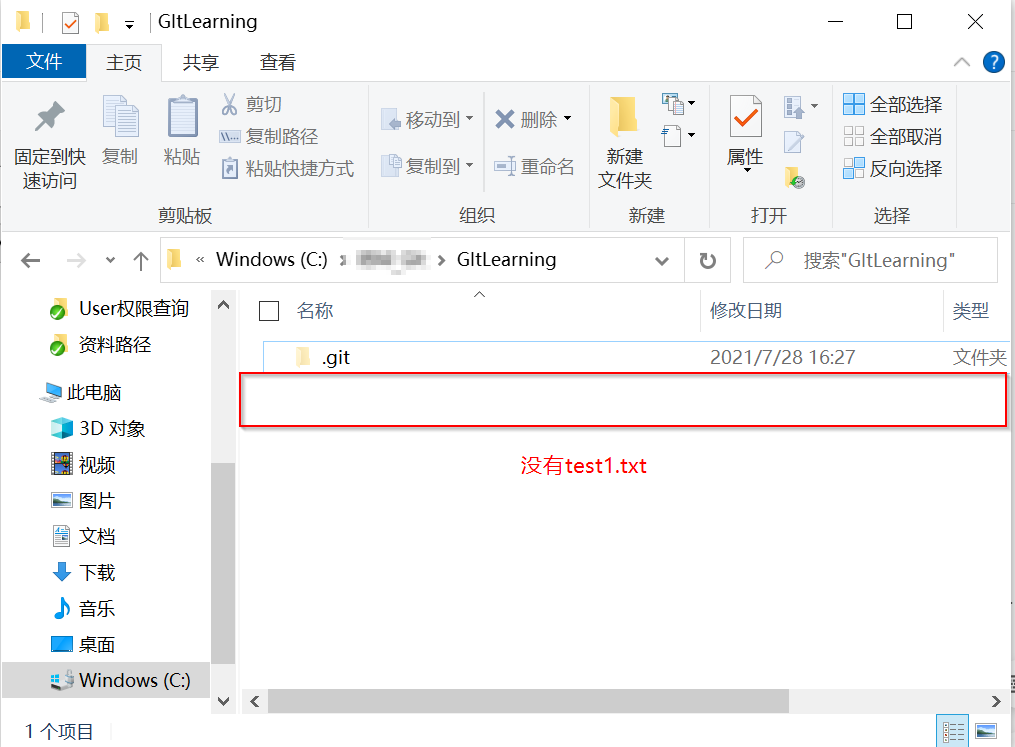 GItLearning
文件 主页 共享 查看
固定到快速访问
复制
粘贴
剪切
复制路径
粘贴快捷方式
移动到
复制到
删除
重命名
新建文件夹
属性
全部选择
全部取消
反向选择
剪贴板 组织 新建 打开 选择
« Windows (C:) › › GItLearning
搜索"GItLearning"
User权限查询
资料路径
此电脑
3D 对象
视频
图片
文档
下载
音乐
桌面
Windows (C:)
名称 修改日期 类型
.git 2021/7/28 16:27 文件夹
没有test1.txt
1 个项目